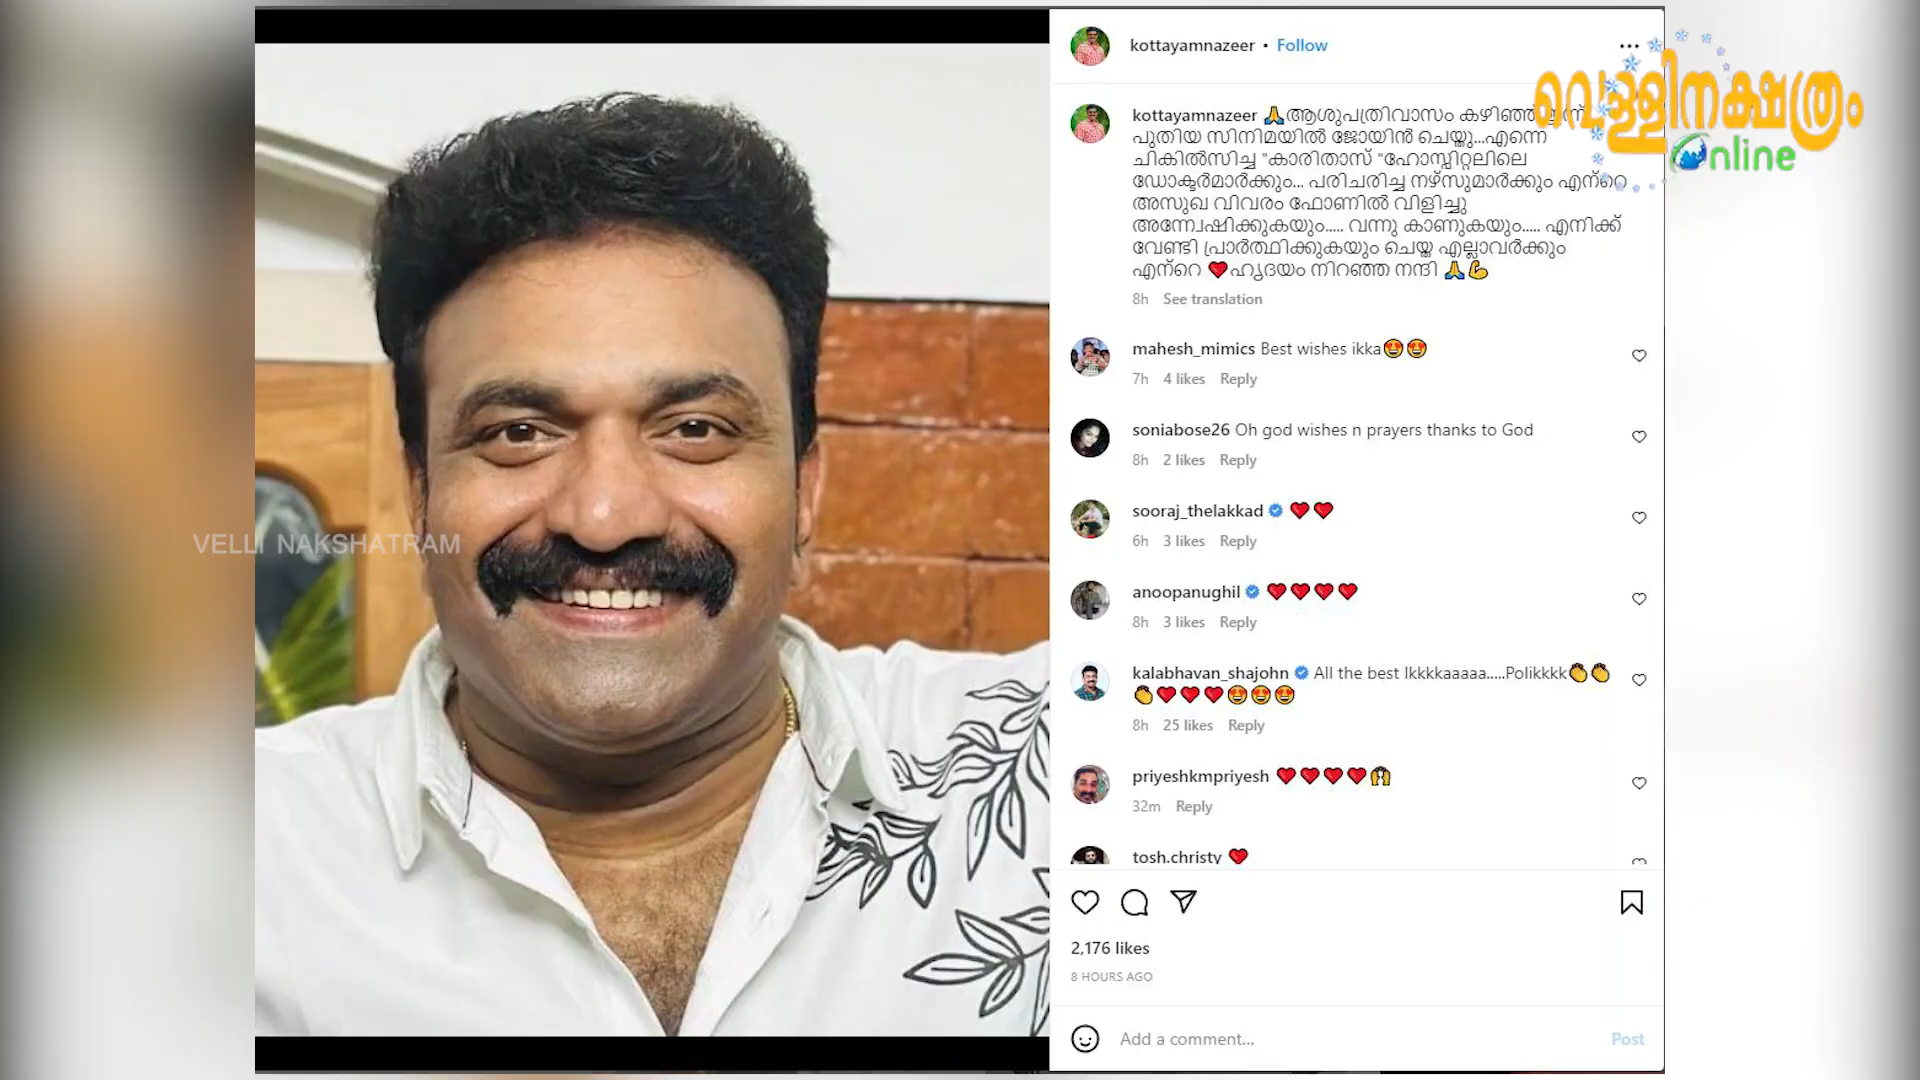 kottayamnazeer • Follow
വെള്ളിനക്ഷത്രം
Online
kottayamnazeer 🙏ആശുപത്രിവാസം കഴിഞ്ഞ് ഇന്ന്
പുതിയ സിനിമയിൽ ജോയിൻ ചെയ്തു...എന്നെ
ചികിൽസിച്ച "കാരിതാസ് "ഹോസ്പിറ്റലിലെ
ഡോക്ടർമാർക്കും... പരിചരിച്ച നഴ്സുമാർക്കും എന്റെ
അസുഖ വിവരം ഫോണിൽ വിളിച്ചു
അന്വേഷിക്കുകയും..... വന്നു കാണുകയും..... എനിക്ക്
വേണ്ടി പ്രാർത്ഥിക്കുകയും ചെയ്ത എല്ലാവർക്കും
എന്റെ ❤️ഹൃദയം നിറഞ്ഞ നന്ദി 🙏💪
8h See translation
mahesh_mimics Best wishes ikka😍😍
7h 4 likes Reply
soniabose26 Oh god wishes n prayers thanks to God
8h 2 likes Reply
sooraj_thelakkad ❤️❤️
6h 3 likes Reply
VELLI NAKSHATRAM
anoopanughil ❤️❤️❤️❤️
8h 3 likes Reply
kalabhavan_shajohn All the best Ikkkkaaaaa.....Polikkkk👏👏
👏❤️❤️❤️😍😍😍
8h 25 likes Reply
priyeshkmpriyesh ❤️❤️❤️❤️🙌
32m Reply
tosh.christy ❤️
2,176 likes
8 HOURS AGO
Add a comment...
Post